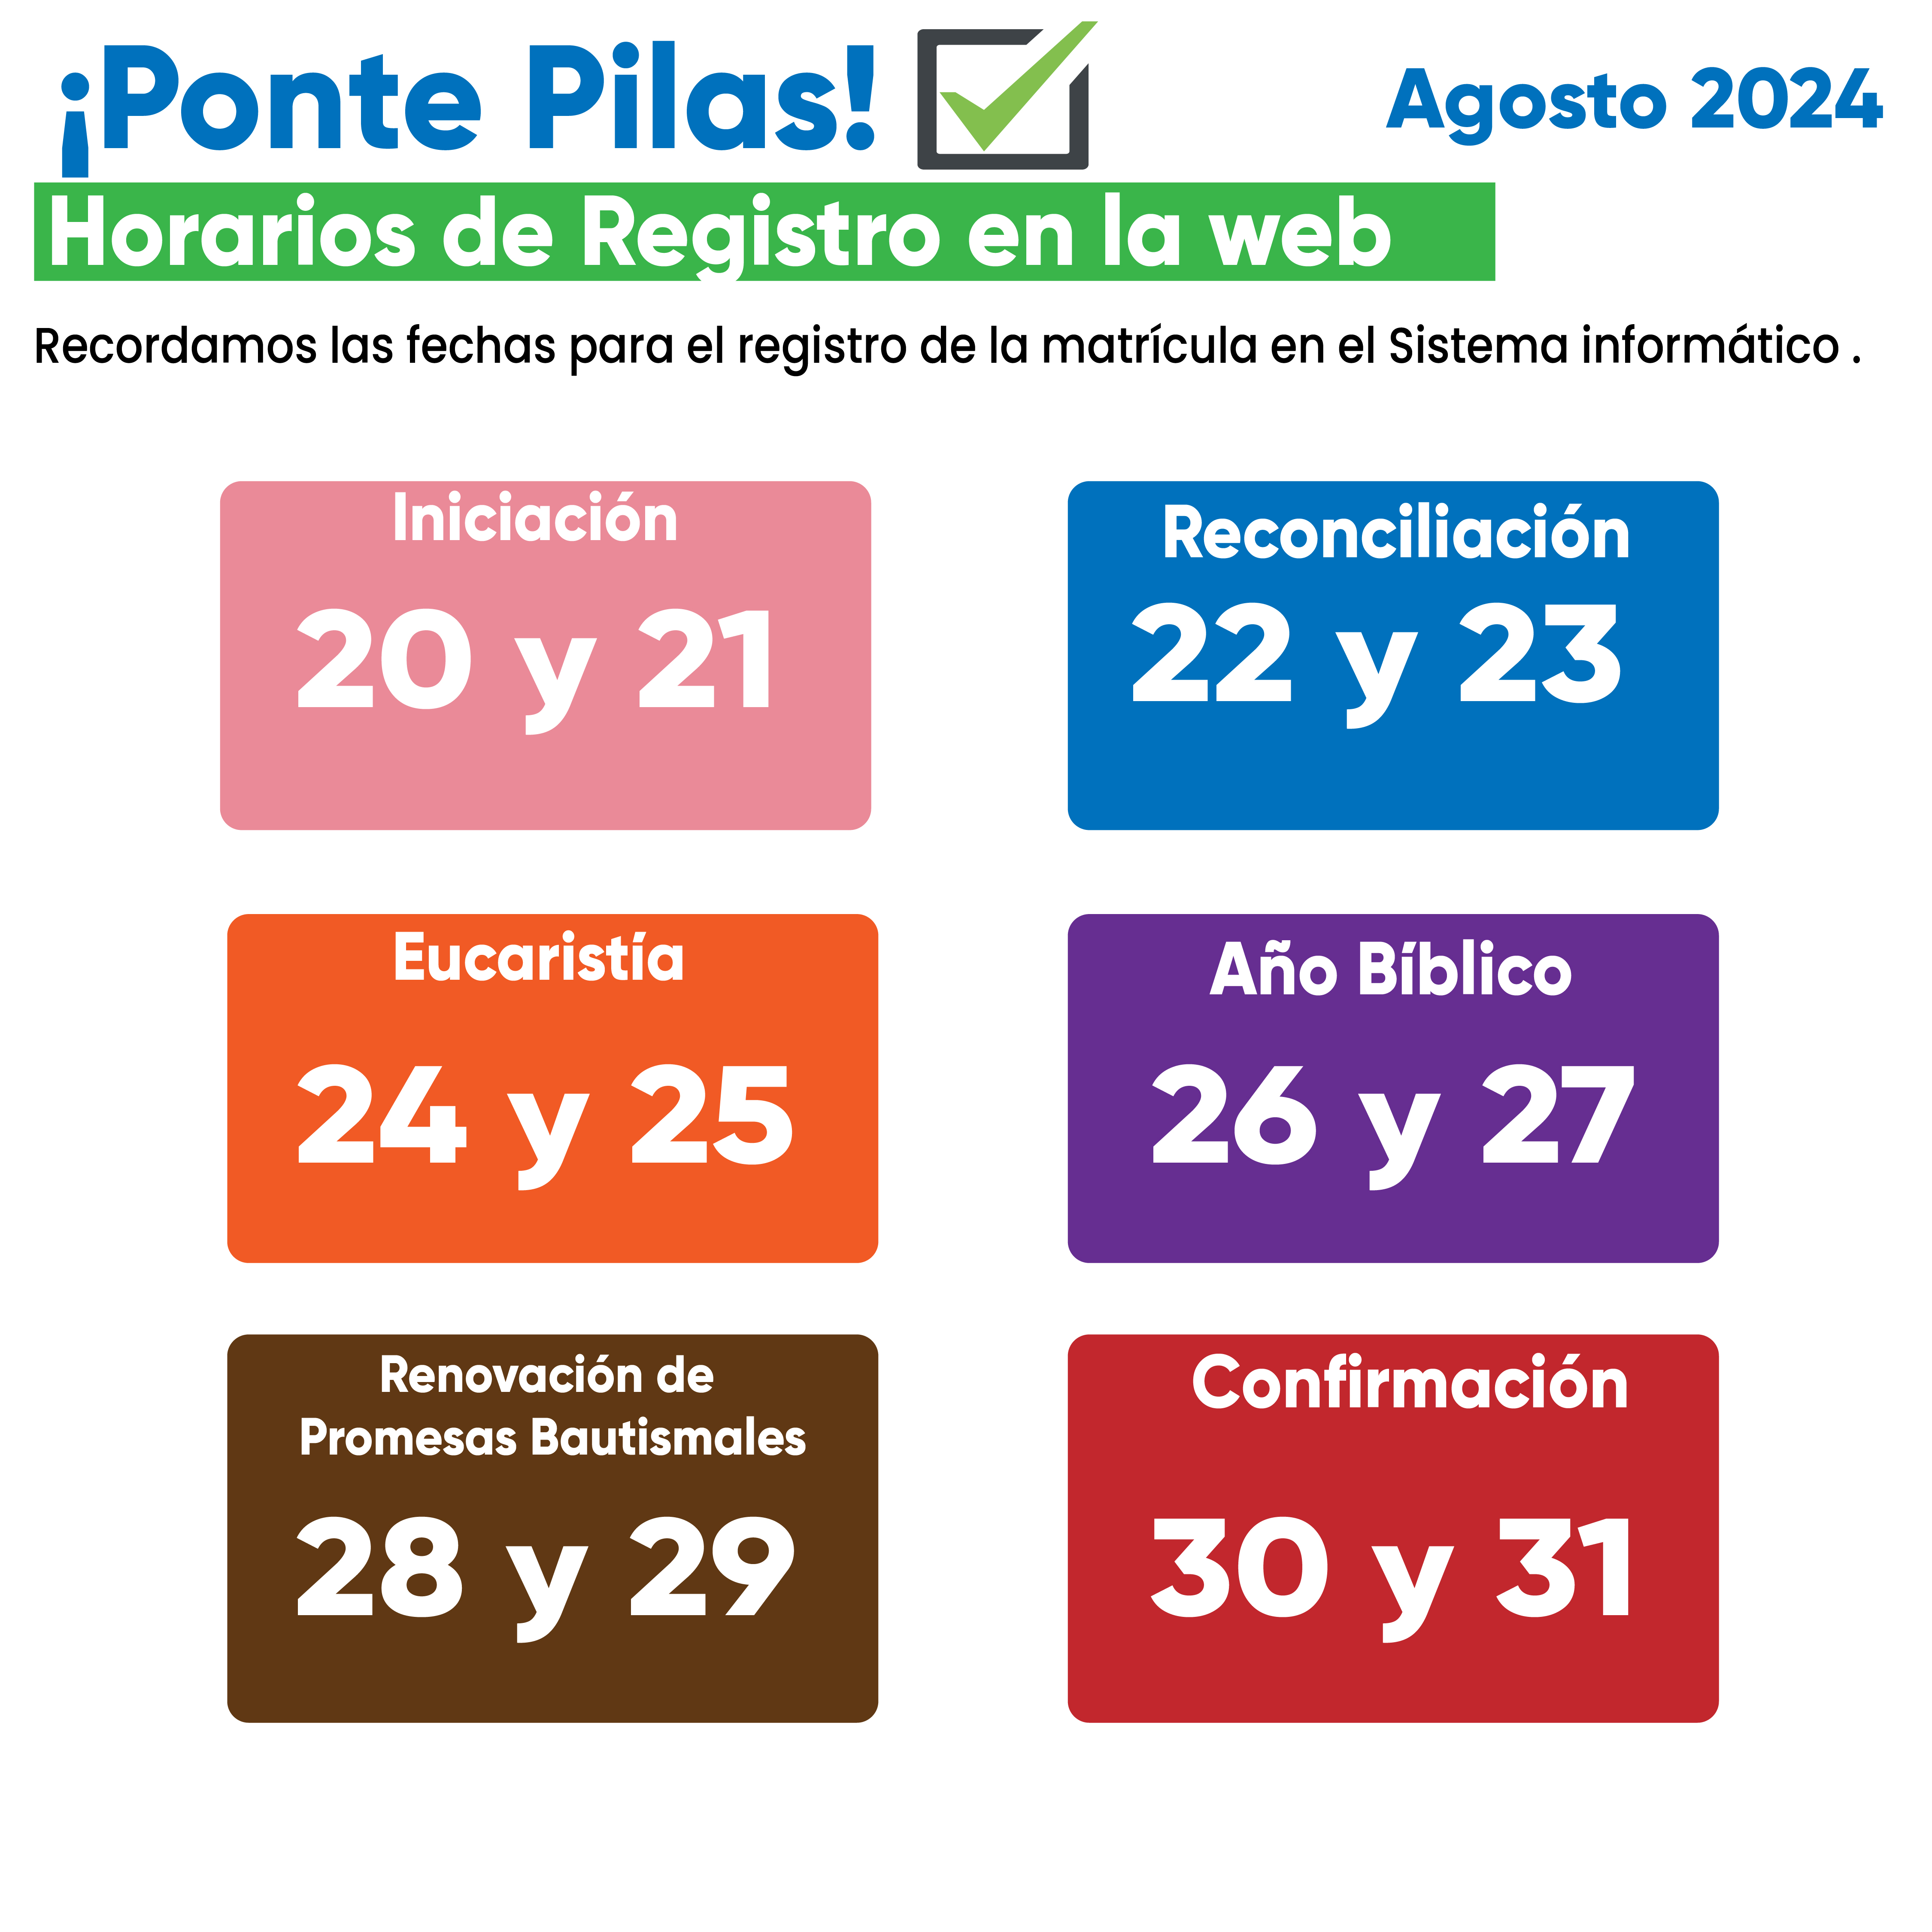 ¡Ponte Pilas!
Agosto 2024
Horarios de Registro en la web
Recordamos las fechas para el registro de la matrícula en el Sistema informático .
Iniciación
20 y 21
Reconciliación
22 y 23
Eucaristía
24 y 25
Año Bíblico
26 y 27
Renovación de
Promesas Bautismales
28 y 29
Confirmación
30 y 31